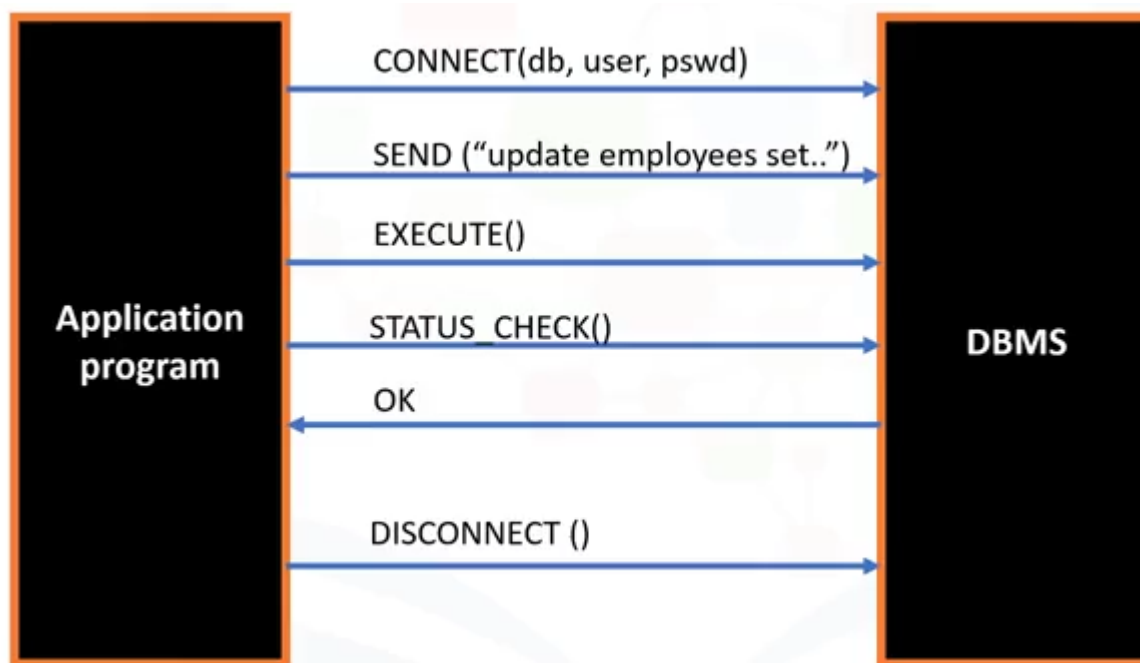 CONNECT(db, user, pswd)
SEND (“update employees set..”)
EXECUTE()
STATUS_CHECK()
OK
DISCONNECT ()
Application
program
DBMS